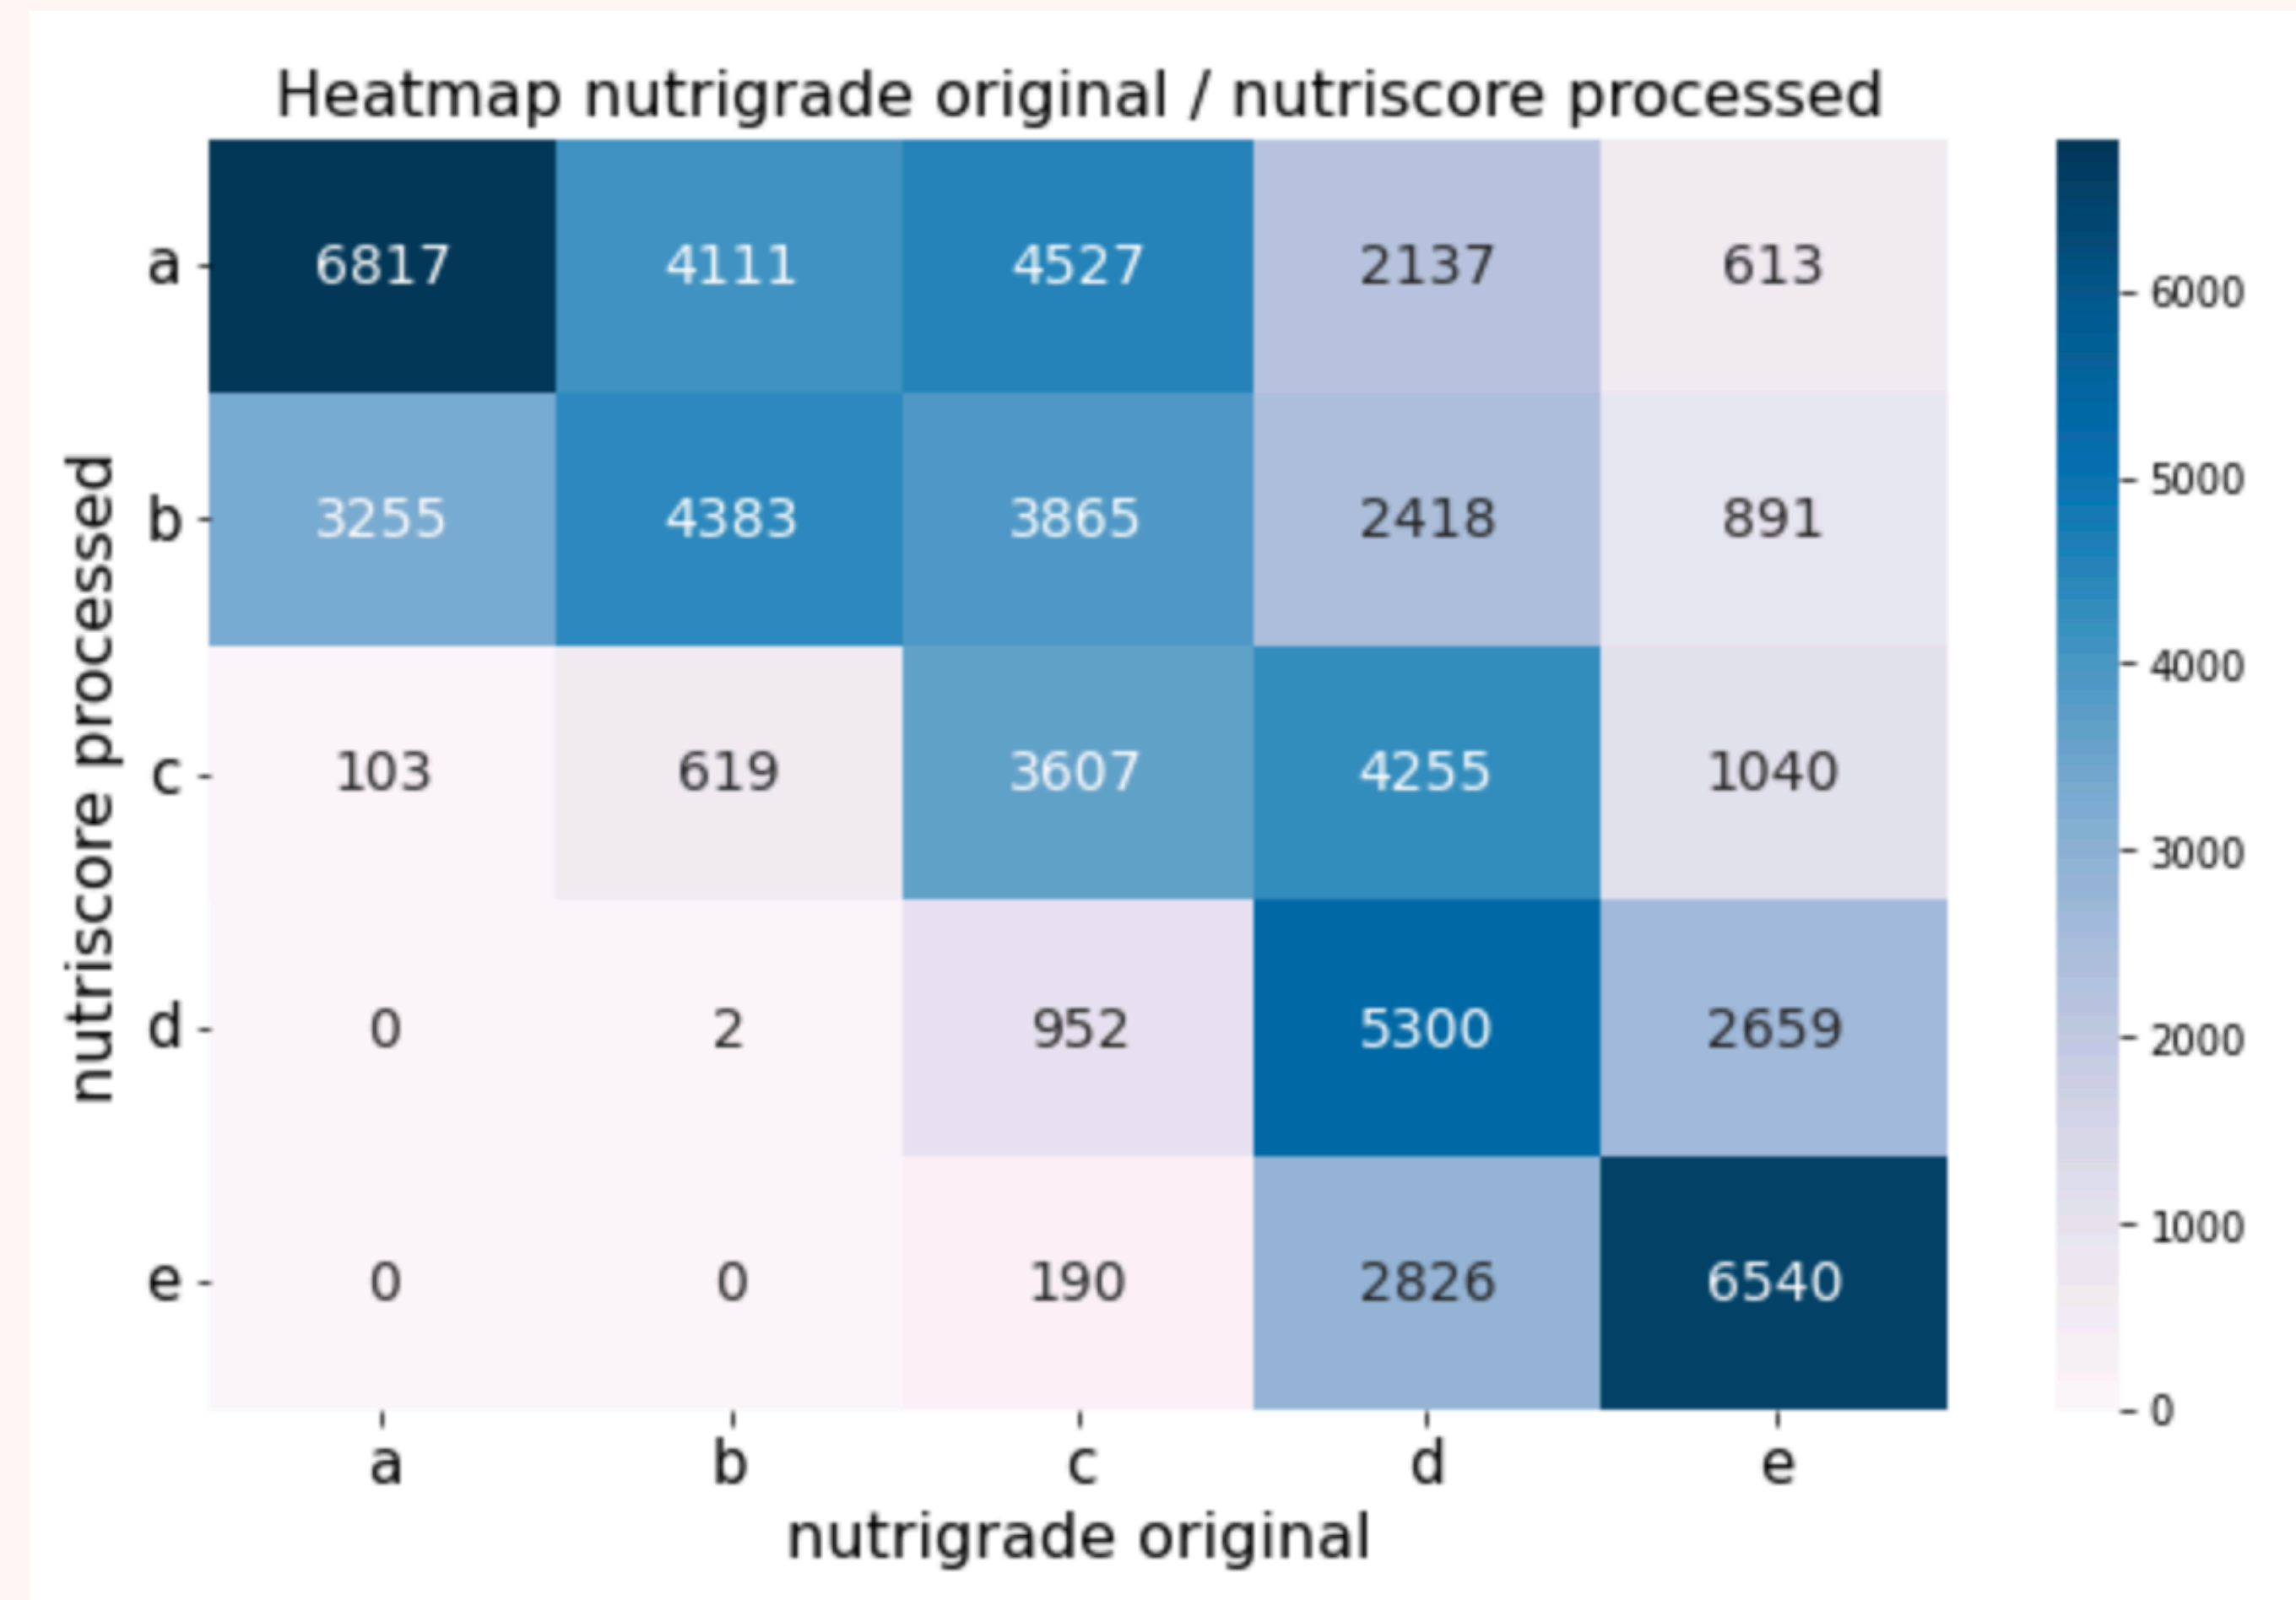 Heatmap nutrigrade original / nutriscore processed
nutriscore processed
a 6817 4111 4527 2137 613
b 3255 4383 3865 2418 891
c 103 619 3607 4255 1040
d 0 2 952 5300 2659
e 0 0 190 2826 6540
a b c d e
nutrigrade original
6000
5000
4000
3000
2000
1000
0